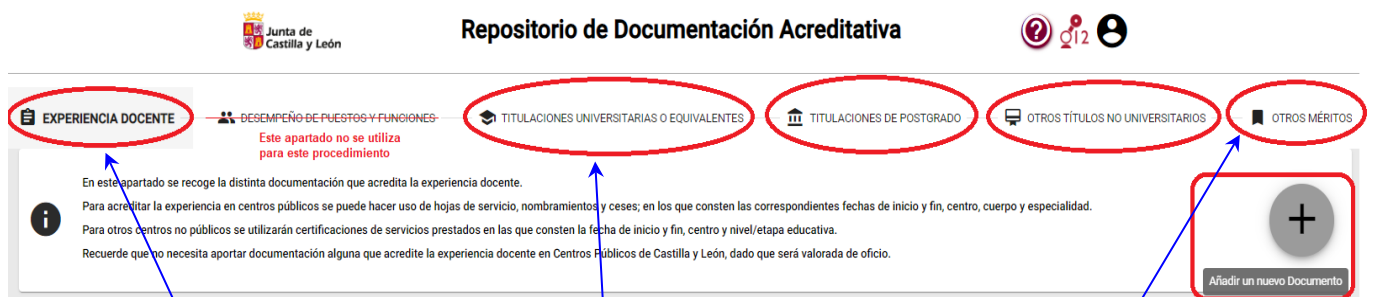 Junta de
Castilla y León
Repositorio de Documentación Acreditativa
?
012
EXPERIENCIA DOCENTE
DESEMPEÑO DE PUESTOS Y FUNCIONES
TITULACIONES UNIVERSITARIAS O EQUIVALENTES
TITULACIONES DE POSTGRADO
OTROS TÍTULOS NO UNIVERSITARIOS
OTROS MÉRITOS
Este apartado no se utiliza
para este procedimiento
En este apartado se recoge la distinta documentación que acredita la experiencia docente.
Para acreditar la experiencia en centros públicos se puede hacer uso de hojas de servicio, nombramientos y ceses; en los que consten las correspondientes fechas de inicio y fin, centro, cuerpo y especialidad.
Para otros centros no públicos se utilizarán certificaciones de servicios prestados en las que consten la fecha de inicio y fin, centro y nivel/etapa educativa.
Recuerde que no necesita aportar documentación alguna que acredite la experiencia docente en Centros Públicos de Castilla y León, dado que será valorada de oficio.
+
Añadir un nuevo Documento